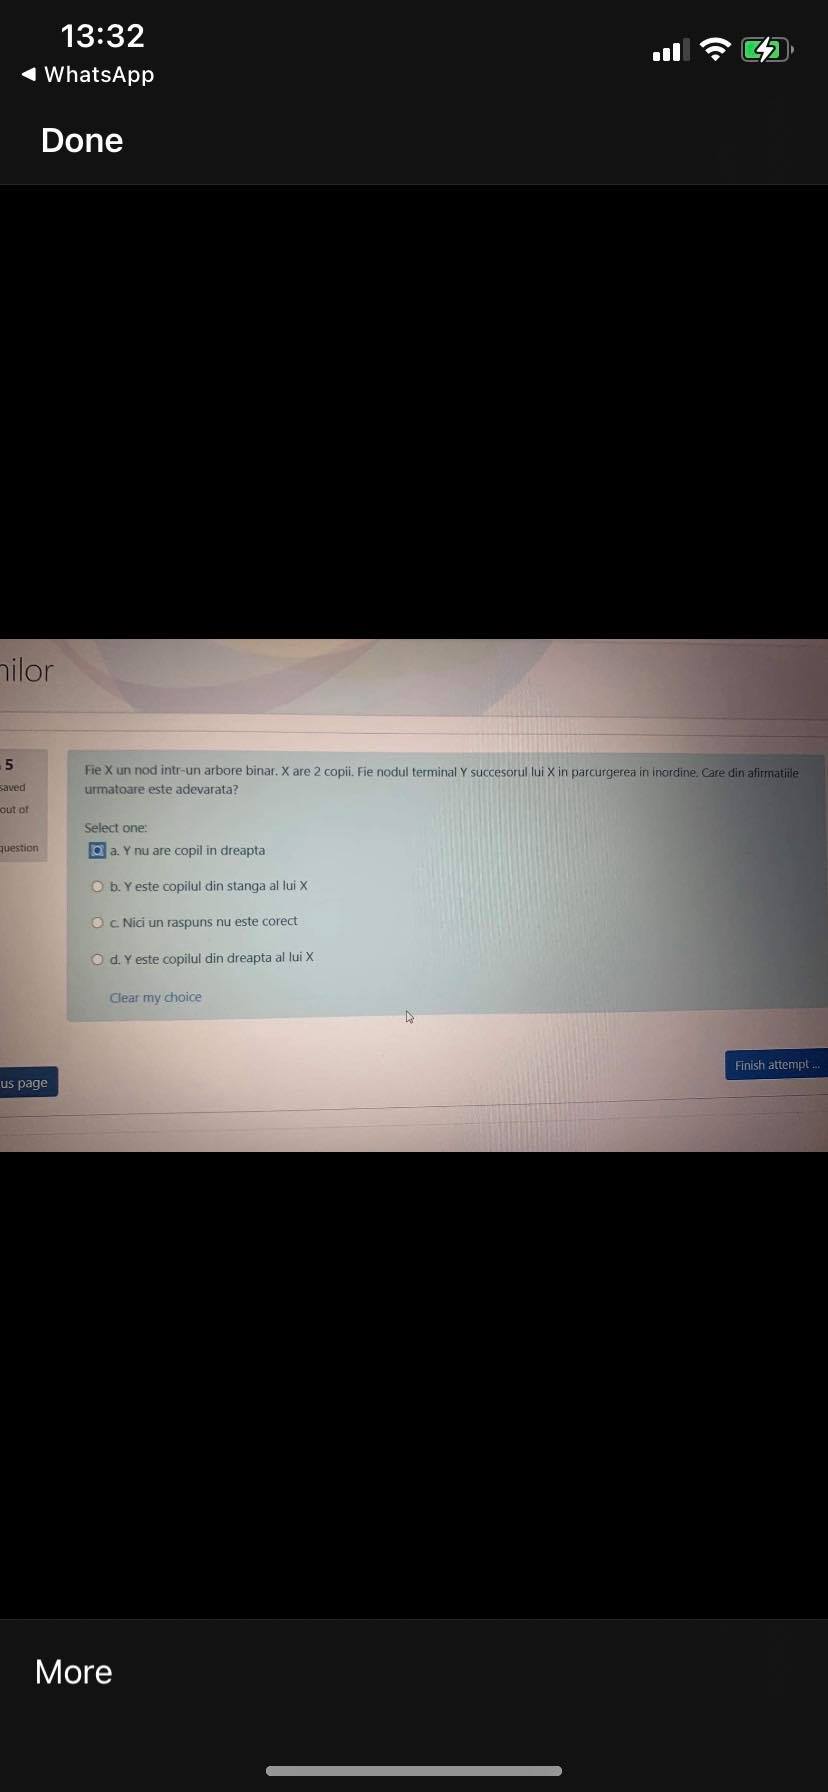 13:32
◀ WhatsApp
Done
nilor
5
saved
out of
question
Fie X un nod intr-un arbore binar. X are 2 copii. Fie nodul terminal Y succesorul lui X in parcurgerea in inordine. Care din afirmatiile
urmatoare este adevarata?
Select one:
a. Y nu are copil in dreapta
b. Y este copilul din stanga al lui X
c. Nici un raspuns nu este corect
d. Y este copilul din dreapta al lui X
Clear my choice
us page
Finish attempt ...
More